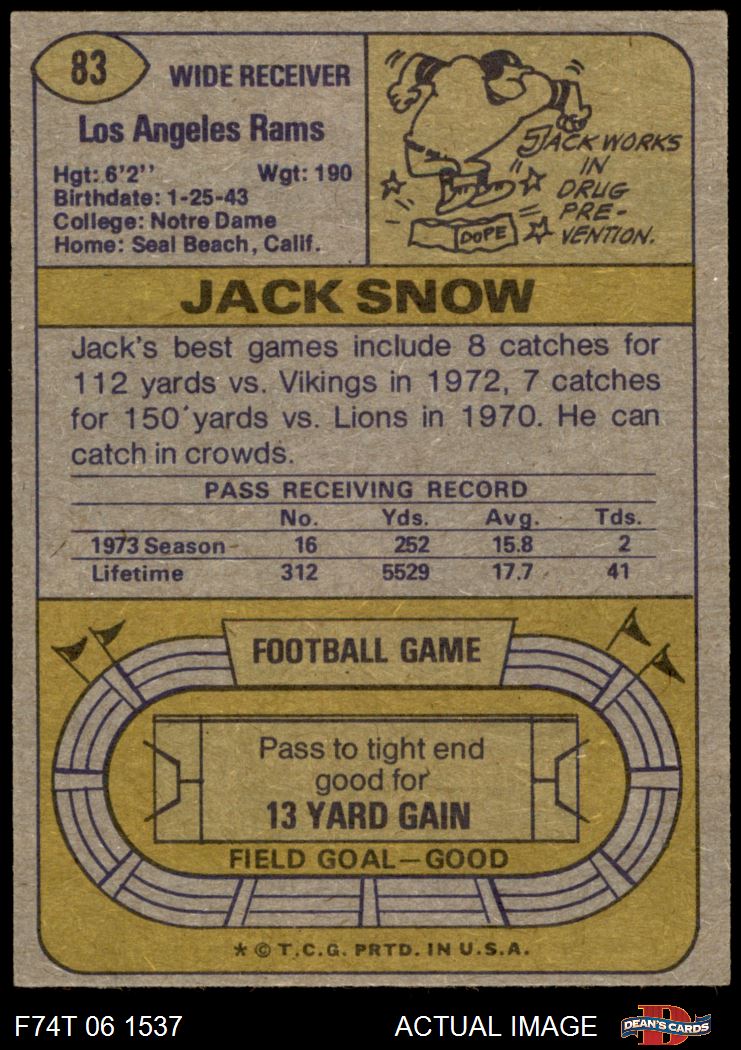 83
WIDE RECEIVER
Los Angeles Rams
Hgt: 6'2'' Wgt: 190
Birthdate: 1-25-43
College: Notre Dame
Home: Seal Beach, Calif.
JACK WORKS
IN
DRUG
PRE-
VENTION.
DOPE
JACK SNOW
Jack's best games include 8 catches for
112 yards vs. Vikings in 1972, 7 catches
for 150 yards vs. Lions in 1970. He can
catch in crowds.
PASS RECEIVING RECORD
No. Yds. Avg. Tds.
1973 Season 16 252 15.8 2
Lifetime 312 5529 17.7 41
FOOTBALL GAME
Pass to tight end
good for
13 YARD GAIN
FIELD GOAL—GOOD
* © T.C.G. PRTD. IN U.S.A.
F74T 06 1537 ACTUAL IMAGE
D
DEAN'S CARDS